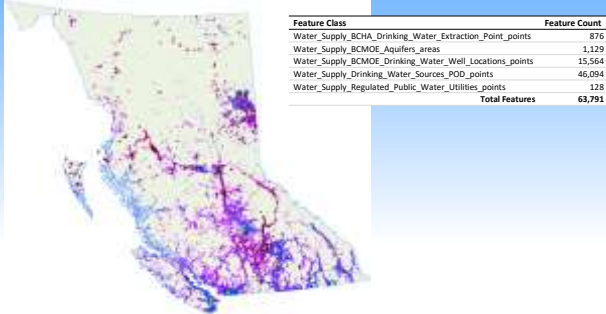 Feature Class Feature Count
Water_Supply_BCHA_Drinking_Water_Extraction_Point_points 876
Water_Supply_BCMOE_Aquifers_areas 1,129
Water_Supply_BCMOE_Drinking_Water_Well_Locations_points 15,564
Water_Supply_Drinking_Water_Sources_POD_points 46,094
Water_Supply_Regulated_Public_Water_Utilities_points 128
Total Features 63,791